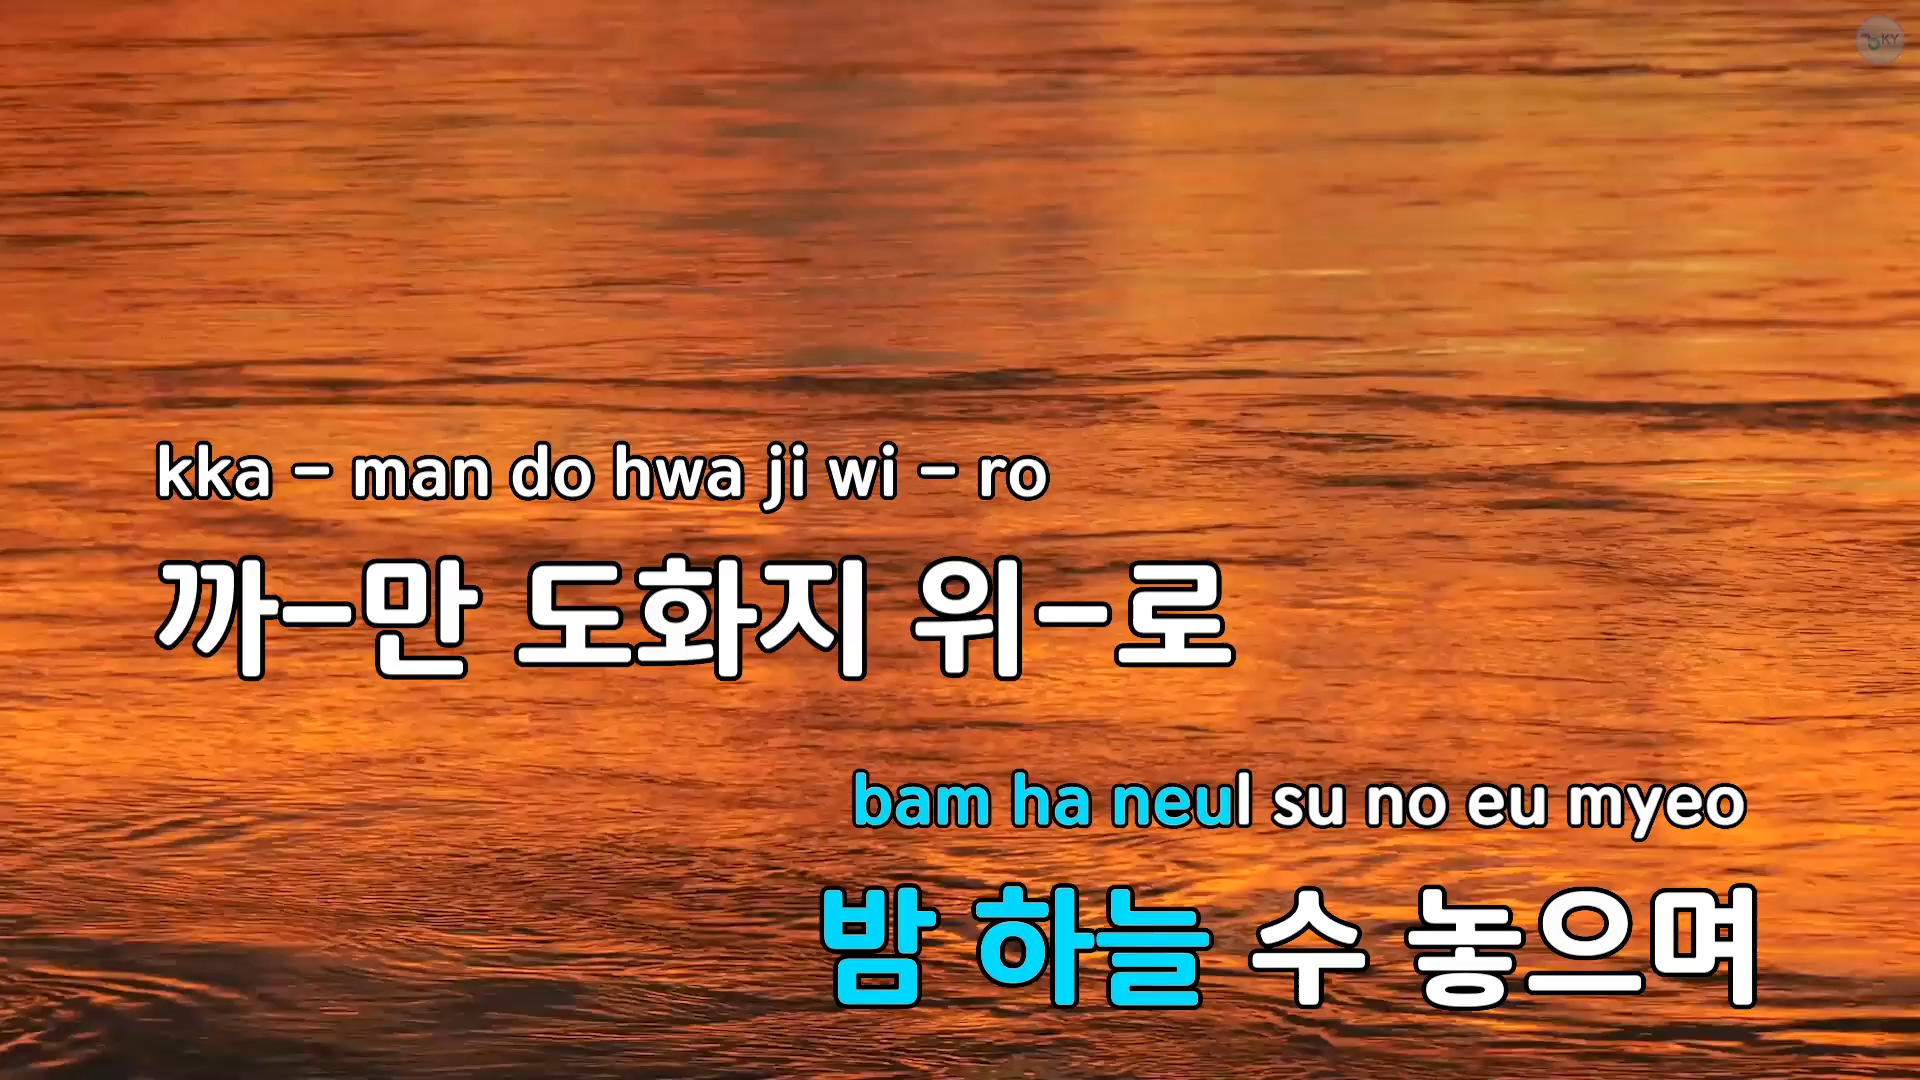 KY
kka – man do hwa ji wi – ro
까–만 도화지 위–로
bam ha neul su no eu myeo
밤 하늘 수 놓으며